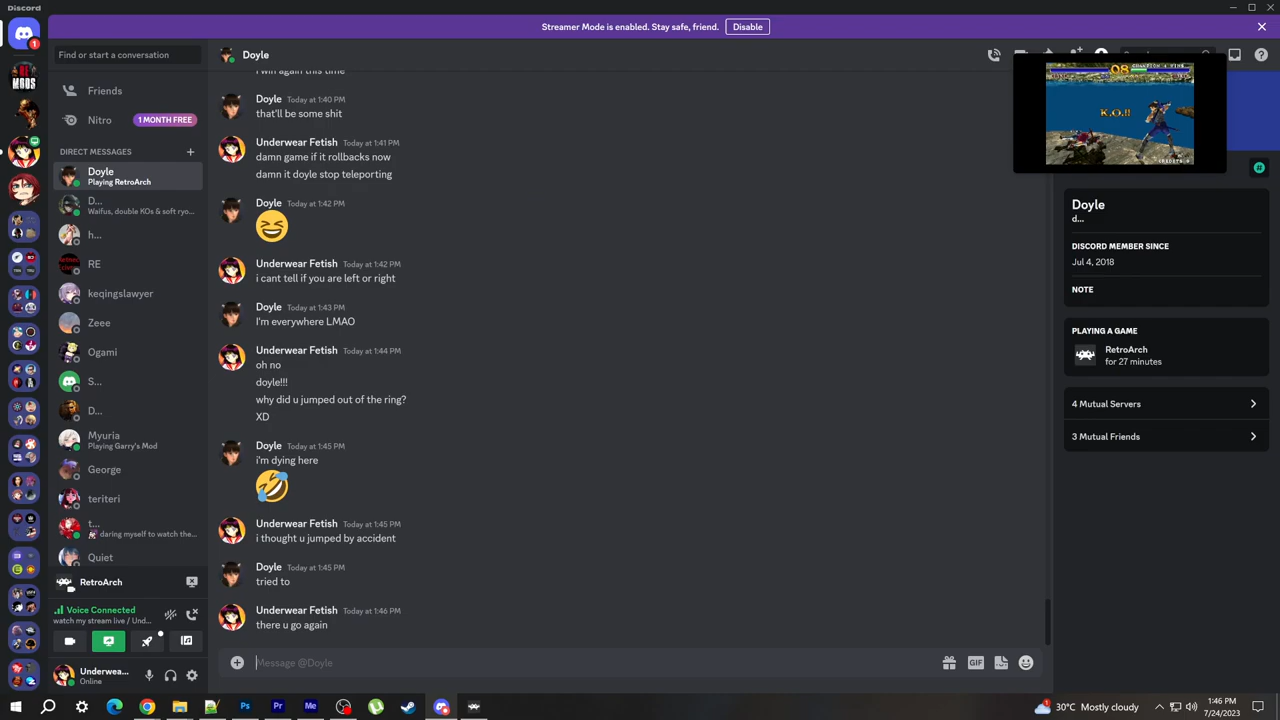 Discord
Streamer Mode is enabled. Stay safe, friend.
Disable
1
Find or start a conversation
Friends
Nitro
1 MONTH FREE
DIRECT MESSAGES
Doyle
Playing RetroArch
D...
Waifus, double KOs & soft ryo...
h...
RE
keqingslawyer
Zeee
Ogami
S...
D...
Myuria
Playing Garry's Mod
George
teriteri
t...
daring myself to watch the...
Quiet
RetroArch
Voice Connected
watch my stream live / Und...
Underwea...
Online
Doyle
I win again this time
Doyle Today at 1:40 PM
that'll be some shit
Underwear Fetish Today at 1:41 PM
damn game if it rollbacks now
damn it doyle stop teleporting
Doyle Today at 1:42 PM
Underwear Fetish Today at 1:42 PM
i cant tell if you are left or right
Doyle Today at 1:43 PM
I'm everywhere LMAO
Underwear Fetish Today at 1:44 PM
oh no
doyle!!!
why did u jumped out of the ring?
XD
Doyle Today at 1:45 PM
i'm dying here
Underwear Fetish Today at 1:45 PM
i thought u jumped by accident
Doyle Today at 1:45 PM
tried to
Underwear Fetish Today at 1:46 PM
there u go again
Message @Doyle
GIF
08
K.O.!!
Doyle
d...
DISCORD MEMBER SINCE
Jul 4, 2018
NOTE
PLAYING A GAME
RetroArch
for 27 minutes
4 Mutual Servers
3 Mutual Friends
Ps
Pr
Me
1
30°C Mostly cloudy
1:46 PM
7/24/2023